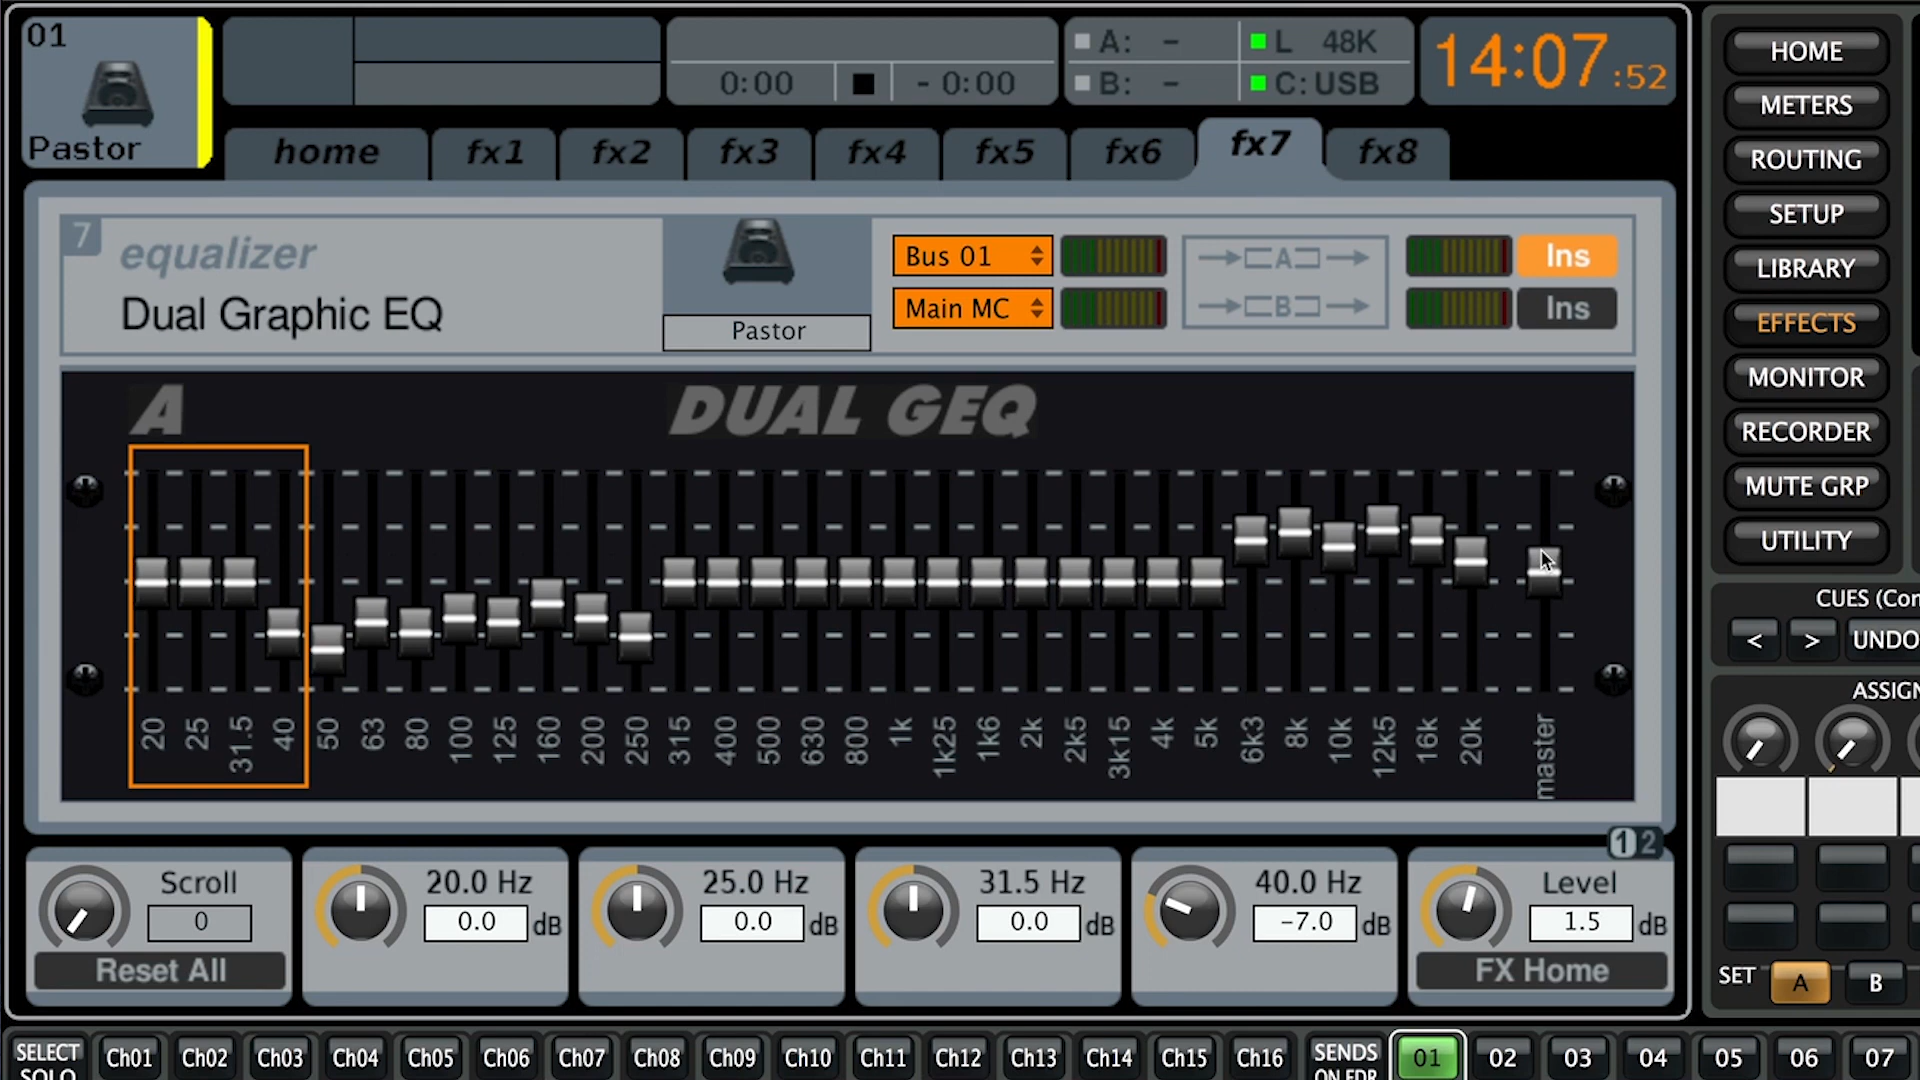 01
Pastor
0:00
- 0:00
A: -
L 48K
B: -
C: USB
14:07:52
home fx1 fx2 fx3 fx4 fx5 fx6 fx7 fx8
7
equalizer
Dual Graphic EQ
Pastor
Bus 01
A
Ins
Main MC
B
Ins
A
DUAL GEQ
20 25 31.5 40 50 63 80 100 125 160 200 250 315 400 500 630 800 1k 1k25 1k6 2k 2k5 3k15 4k 5k 6k3 8k 10k 12k5 16k 20k master
1 2
Scroll
0
Reset All
20.0 Hz
0.0 dB
25.0 Hz
0.0 dB
31.5 Hz
0.0 dB
40.0 Hz
-7.0 dB
Level
1.5 dB
FX Home
HOME
METERS
ROUTING
SETUP
LIBRARY
EFFECTS
MONITOR
RECORDER
MUTE GRP
UTILITY
CUES (Con
< > UNDO
ASSIGN
SET A B
SELECT
SOLO
Ch01 Ch02 Ch03 Ch04 Ch05 Ch06 Ch07 Ch08 Ch09 Ch10 Ch11 Ch12 Ch13 Ch14 Ch15 Ch16
SENDS
ON FDR
01 02 03 04 05 06 07